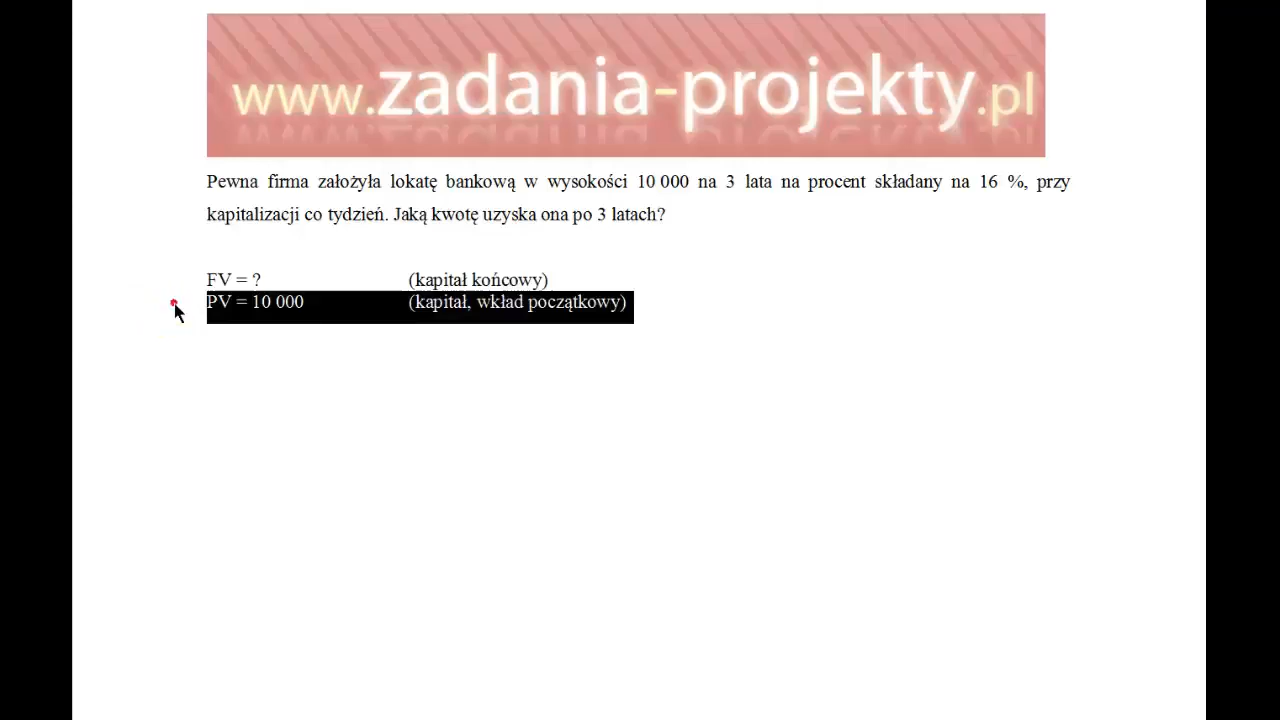 www.zadania-projekty.pl
Pewna firma założyła lokatę bankową w wysokości 10 000 na 3 lata na procent składany na 16 %, przy
kapitalizacji co tydzień. Jaką kwotę uzyska ona po 3 latach?
FV = ? (kapitał końcowy)
PV = 10 000 (kapitał, wkład początkowy)